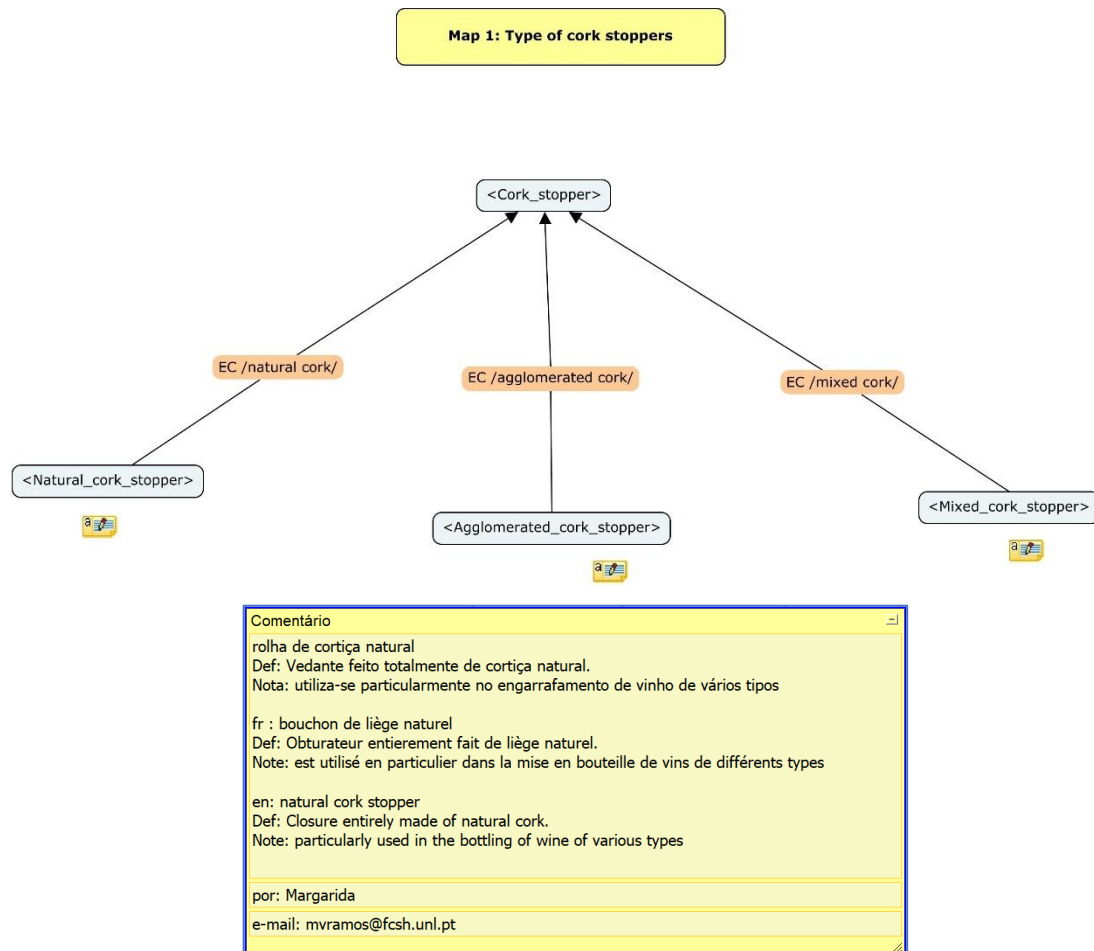 Map 1: Type of cork stoppers
<Cork_stopper>
EC /natural cork/
EC /agglomerated cork/
EC /mixed cork/
<Natural_cork_stopper>
<Agglomerated_cork_stopper>
<Mixed_cork_stopper>
a
a
a
Comentário
rolha de cortiça natural
Def: Vedante feito totalmente de cortiça natural.
Nota: utiliza-se particularmente no engarrafamento de vinho de vários tipos
fr : bouchon de liège naturel
Def: Obturateur entierement fait de liège naturel.
Note: est utilisé en particulier dans la mise en bouteille de vins de différents types
en: natural cork stopper
Def: Closure entirely made of natural cork.
Note: particularly used in the bottling of wine of various types
por: Margarida
e-mail: mvramos@fcsh.unl.pt